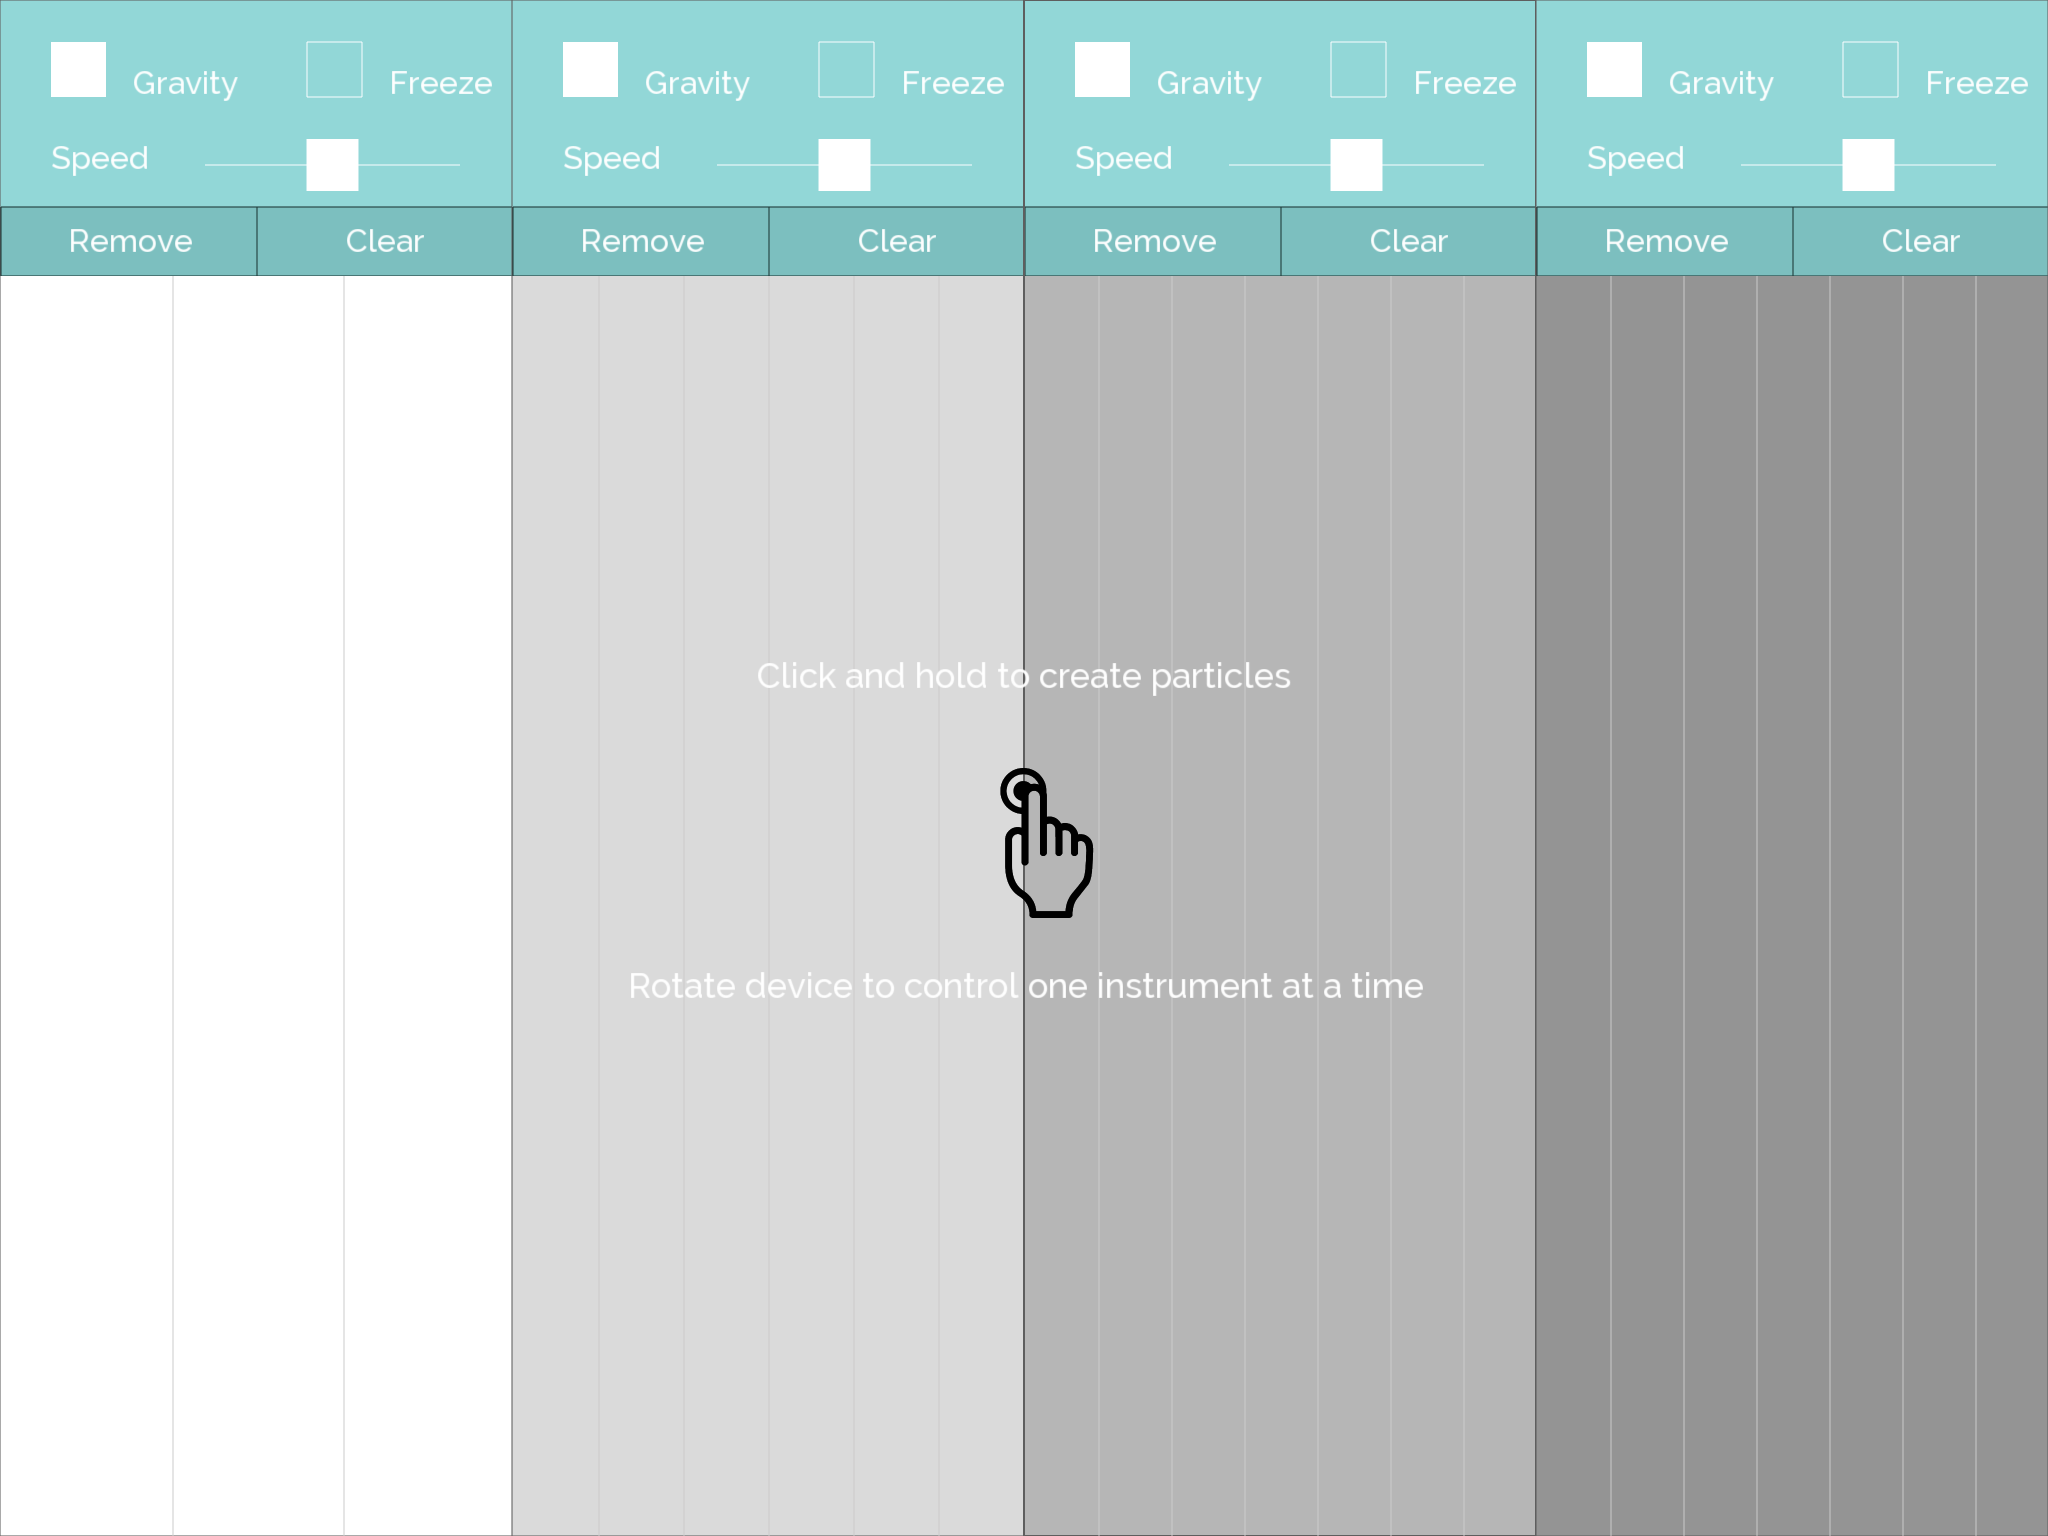 Gravity Freeze Gravity Freeze Gravity Freeze Gravity Freeze
Speed Speed Speed Speed
Remove Clear Remove Clear Remove Clear Remove Clear
Click and hold to create particles
Rotate device to control one instrument at a time